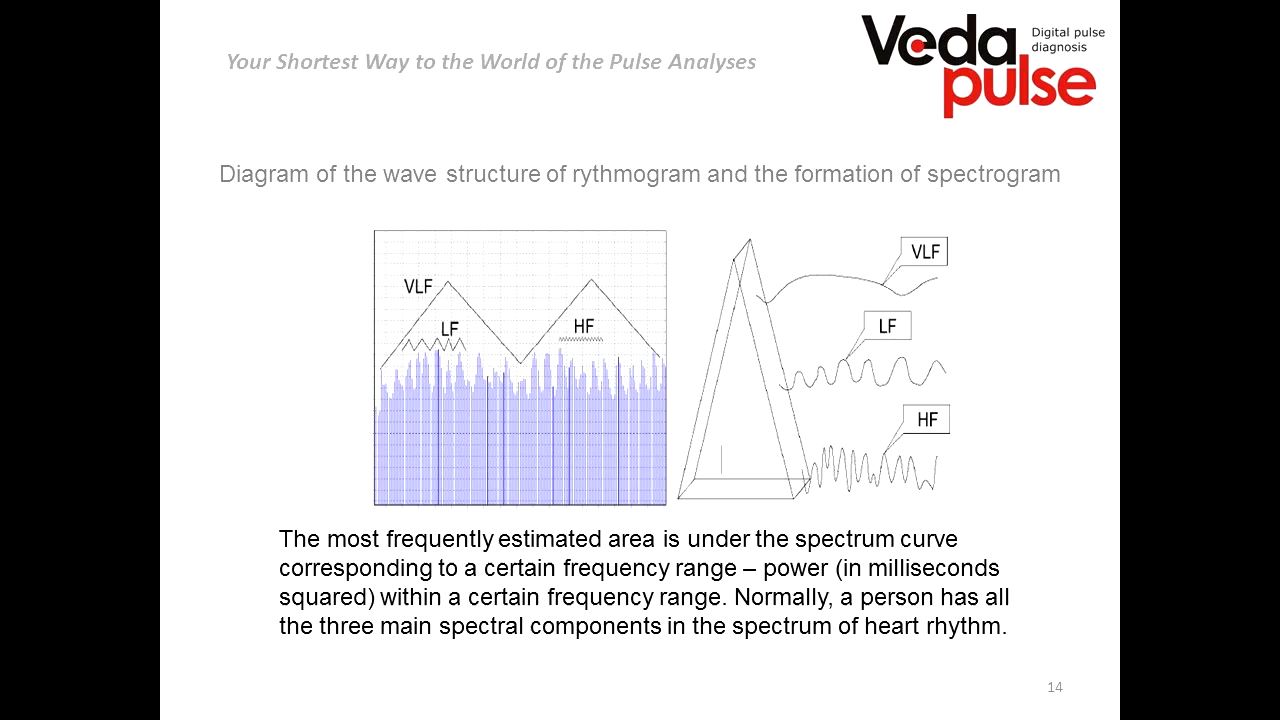 Your Shortest Way to the World of the Pulse Analyses
Veda
pulse
Digital pulse
diagnosis
Diagram of the wave structure of rythmogram and the formation of spectrogram
VLF
LF
HF
VLF
LF
HF
The most frequently estimated area is under the spectrum curve
corresponding to a certain frequency range – power (in milliseconds
squared) within a certain frequency range. Normally, a person has all
the three main spectral components in the spectrum of heart rhythm.
14